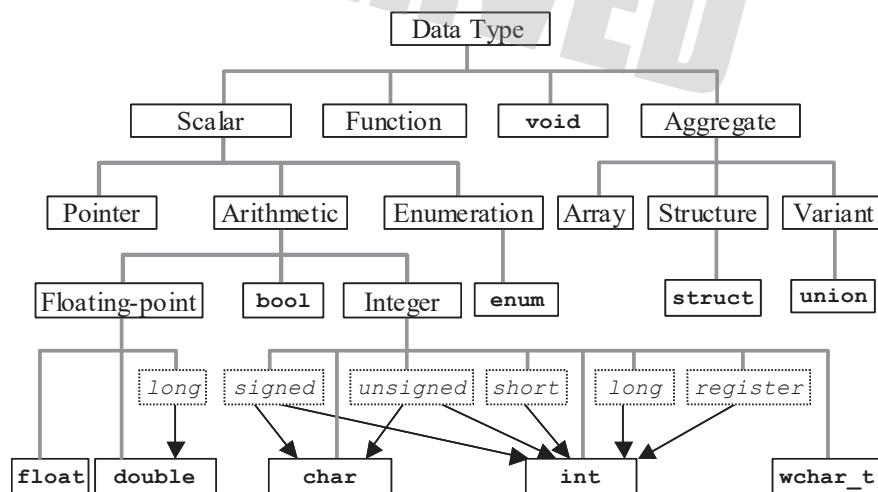 Data Type
Scalar Function void Aggregate
Pointer Arithmetic Enumeration Array Structure Variant
Floating-point bool Integer enum struct union
long signed unsigned short long register
float double char int wchar_t